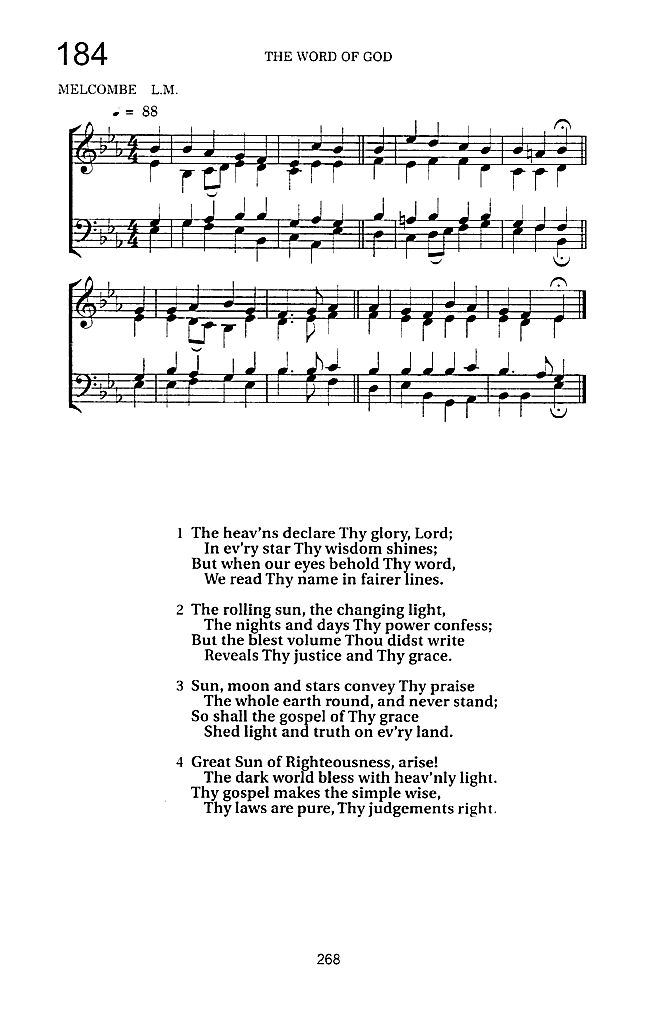 184
THE WORD OF GOD
MELCOMBE L.M.
= 88
1 The heav'ns declare Thy glory, Lord;
In ev'ry star Thy wisdom shines;
But when our eyes behold Thy word,
We read Thy name in fairer lines.
2 The rolling sun, the changing light,
The nights and days Thy power confess;
But the blest volume Thou didst write
Reveals Thy justice and Thy grace.
3 Sun, moon and stars convey Thy praise
The whole earth round, and never stand;
So shall the gospel of Thy grace
Shed light and truth on ev'ry land.
4 Great Sun of Righteousness, arise!
The dark world bless with heav'nly light.
Thy gospel makes the simple wise,
Thy laws are pure, Thy judgements right.
268